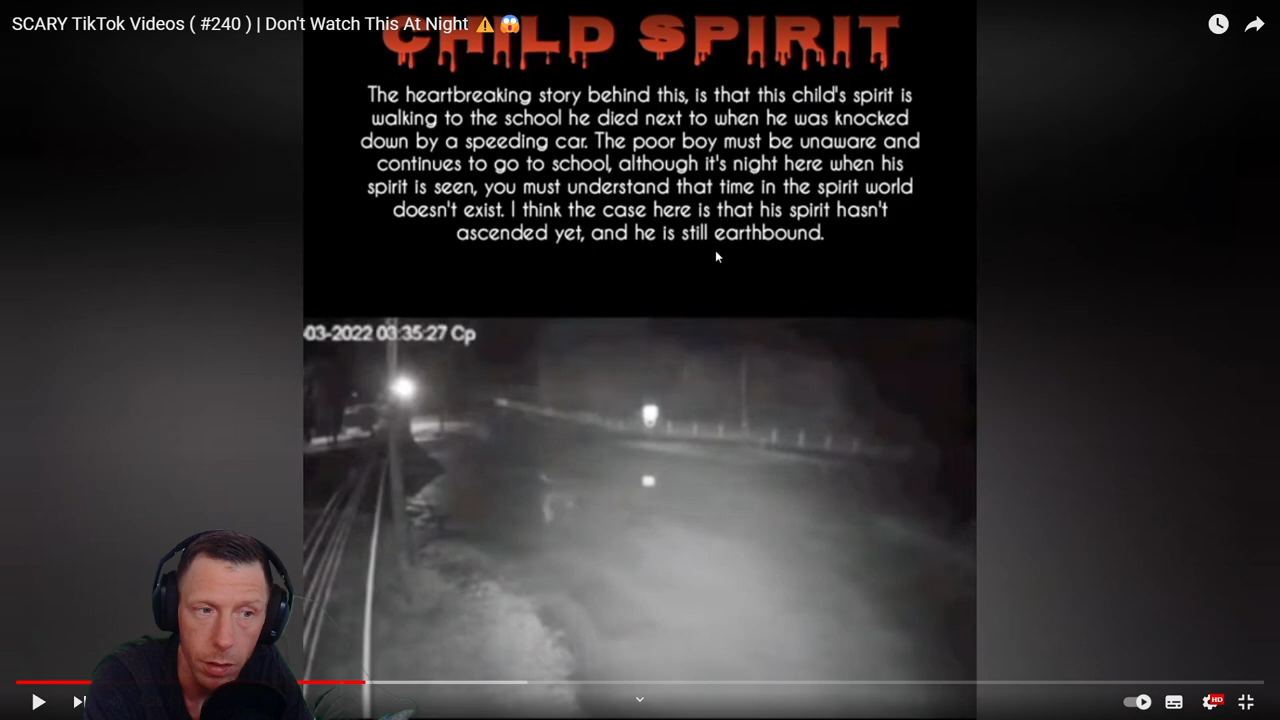 SCARY TikTok Videos ( #240 ) | Don't Watch This At Night ⚠️😱
CHILD SPIRIT
The heartbreaking story behind this, is that this child's spirit is
walking to the school he died next to when he was knocked
down by a speeding car. The poor boy must be unaware and
continues to go to school, although it's night here when his
spirit is seen, you must understand that time in the spirit world
doesn't exist. I think the case here is that his spirit hasn't
ascended yet, and he is still earthbound.
03-2022 03:35:27 Cp
HD